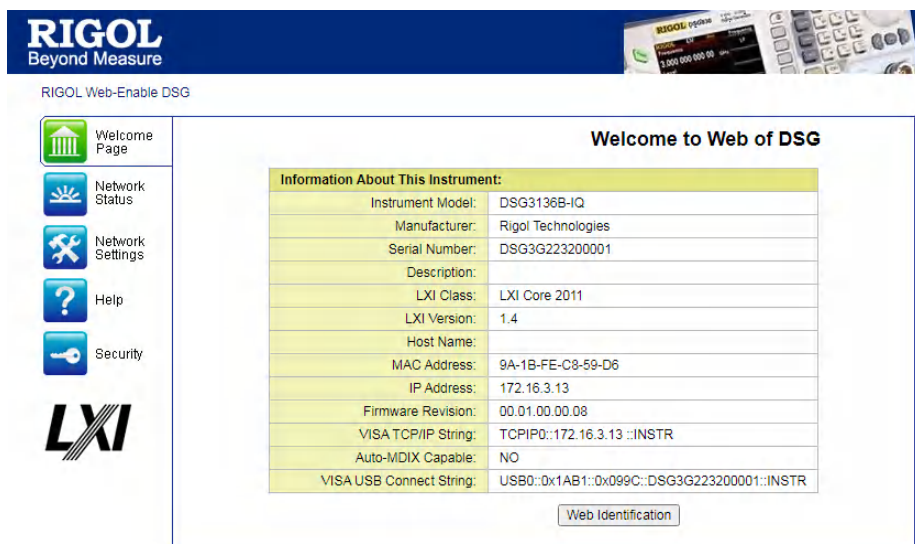 RIGOL
Beyond Measure
RIGOL Web-Enable DSG
Welcome
Page
Network
Status
Network
Settings
Help
Security
LXI
Welcome to Web of DSG
Information About This Instrument:
Instrument Model: DSG3136B-IQ
Manufacturer: Rigol Technologies
Serial Number: DSG3G223200001
Description:
LXI Class: LXI Core 2011
LXI Version: 1.4
Host Name:
MAC Address: 9A-1B-FE-C8-59-D6
IP Address: 172.16.3.13
Firmware Revision: 00.01.00.00.08
VISA TCP/IP String: TCPIP0::172.16.3.13 ::INSTR
Auto-MDIX Capable: NO
VISA USB Connect String: USB0::0x1AB1::0x099C::DSG3G223200001::INSTR
Web Identification